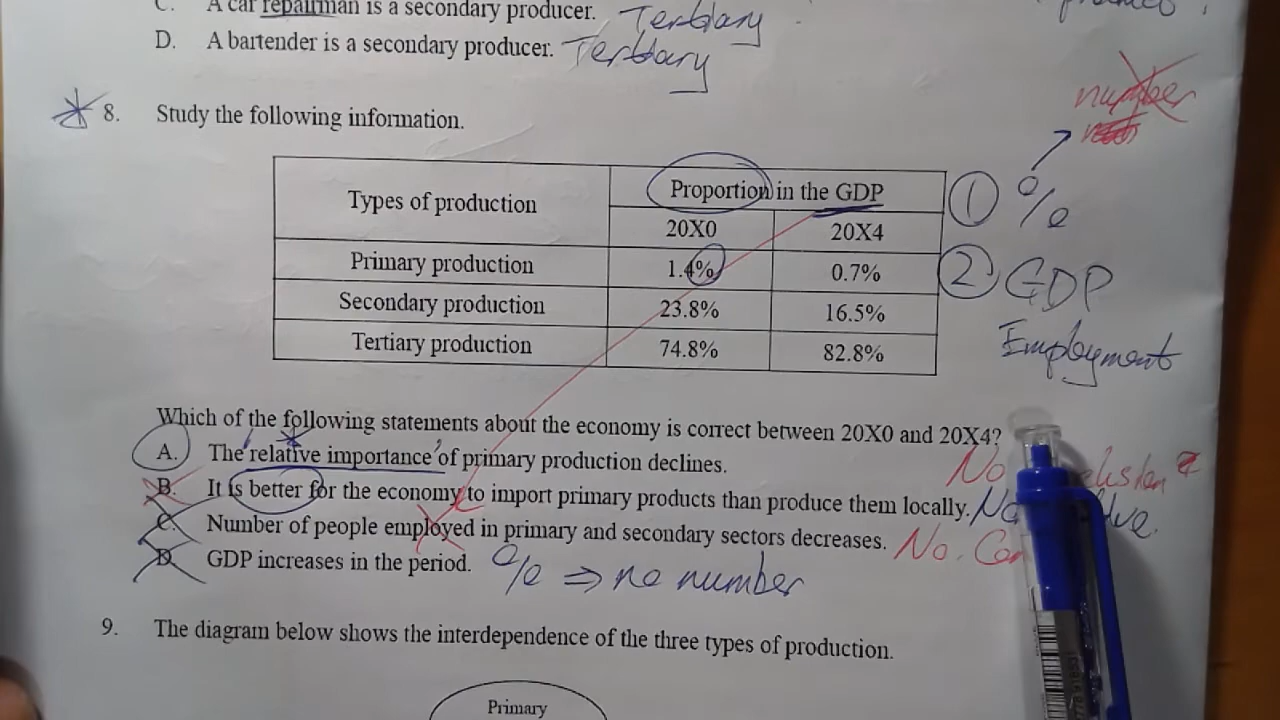 C. A car repairman is a secondary producer. Tertiary
D. A bartender is a secondary producer. Tertiary
number
8. Study the following information.
Types of production
Proportion in the GDP
20X0 20X4
Primary production 1.4% 0.7%
Secondary production 23.8% 16.5%
Tertiary production 74.8% 82.8%
① %
② GDP
Employment
Which of the following statements about the economy is correct between 20X0 and 20X4?
A. The 'relative importance' of primary production declines.
B. It is better for the economy to import primary products than produce them locally.
C. Number of people employed in primary and secondary sectors decreases. No.
D. GDP increases in the period. % ⇒ no number
No
9. The diagram below shows the interdependence of the three types of production.
Primary